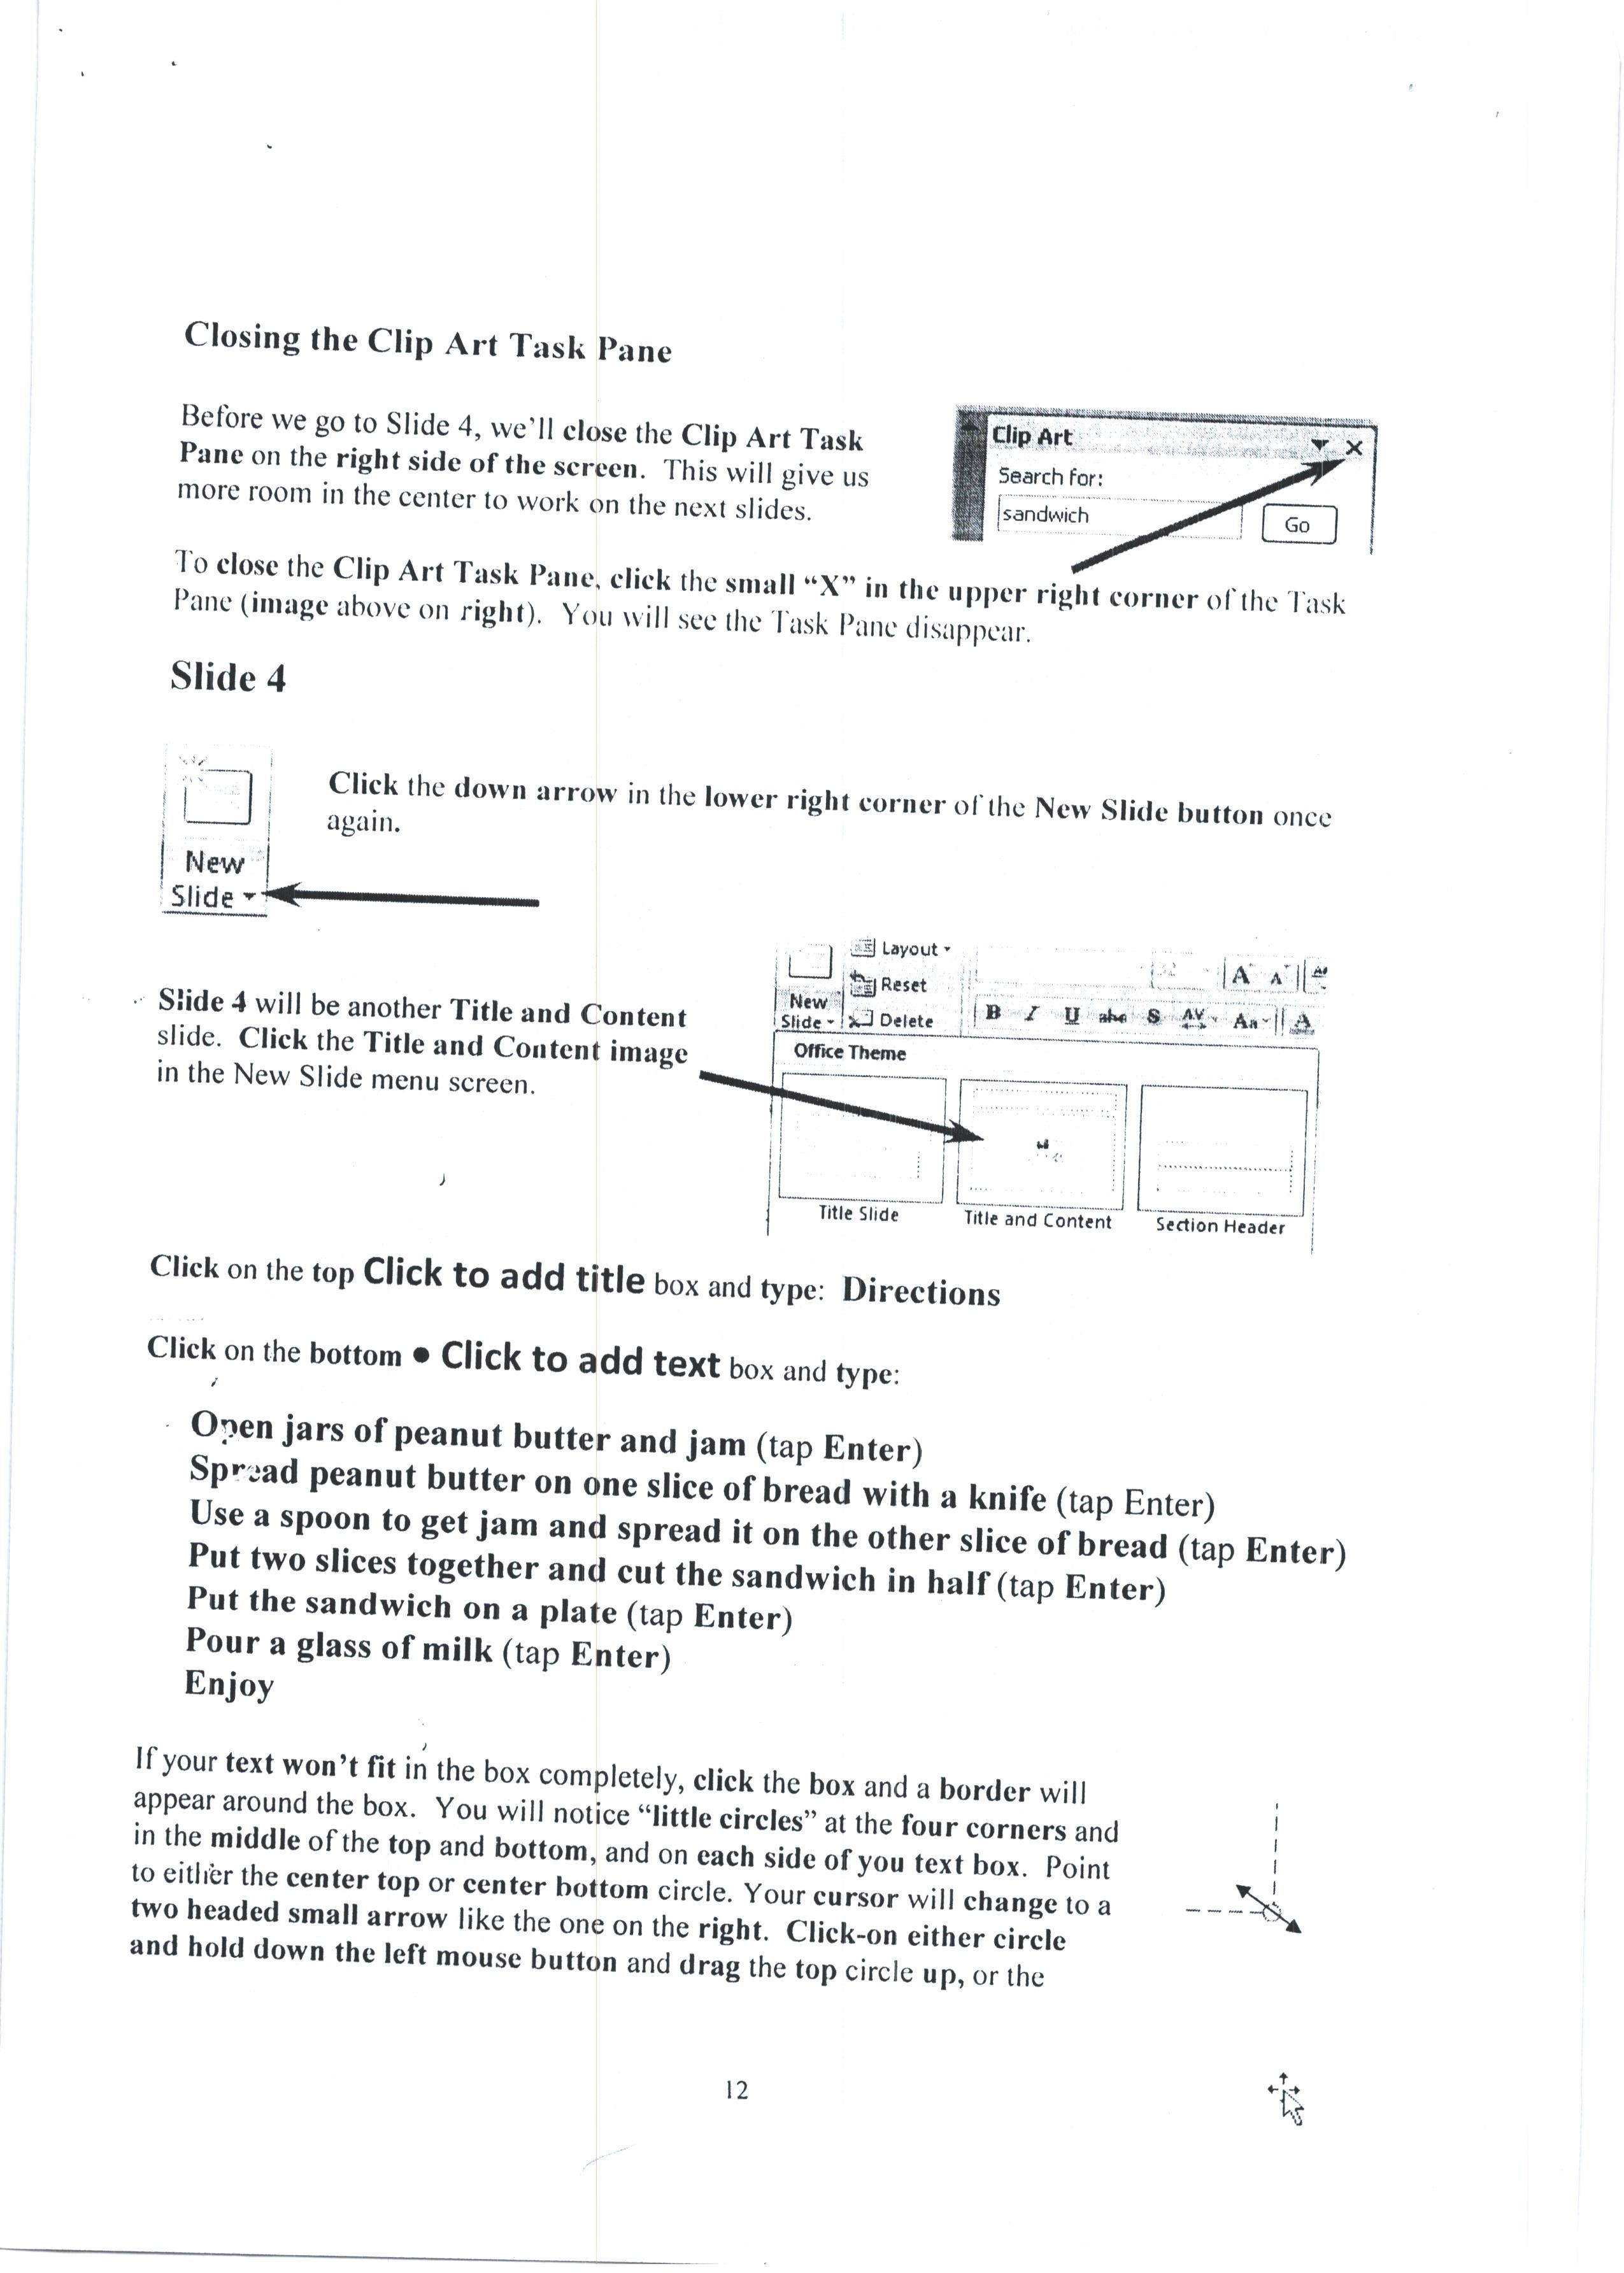 Closing the Clip Art Task Pane
Before we go to Slide 4, we'll close the Clip Art Task
Pane on the right side of the screen. This will give us
more room in the center to work on the next slides.
Clip Art
Search for:
sandwich
Go
To close the Clip Art Task Pane, click the small “X” in the upper right corner of the Task
Pane (image above on right). You will see the Task Pane disappear.
Slide 4
New
Slide
Click the down arrow in the lower right corner of the New Slide button once
again.
Slide 4 will be another Title and Content
slide. Click the Title and Content image
in the New Slide menu screen.
Layout
Reset
New
Slide
Delete
32
A A
B I U abc S AV Aa A
Office Theme
Title Slide
Title and Content
Section Header
Click on the top Click to add title box and type: Directions
Click on the bottom • Click to add text box and type:
Open jars of peanut butter and jam (tap Enter)
Spread peanut butter on one slice of bread with a knife (tap Enter)
Use a spoon to get jam and spread it on the other slice of bread (tap Enter)
Put two slices together and cut the sandwich in half (tap Enter)
Put the sandwich on a plate (tap Enter)
Pour a glass of milk (tap Enter)
Enjoy
If your text won't fit in the box completely, click the box and a border will
appear around the box. You will notice “little circles” at the four corners and
in the middle of the top and bottom, and on each side of you text box. Point
to either the center top or center bottom circle. Your cursor will change to a
two headed small arrow like the one on the right. Click-on either circle
and hold down the left mouse button and drag the top circle up, or the
12